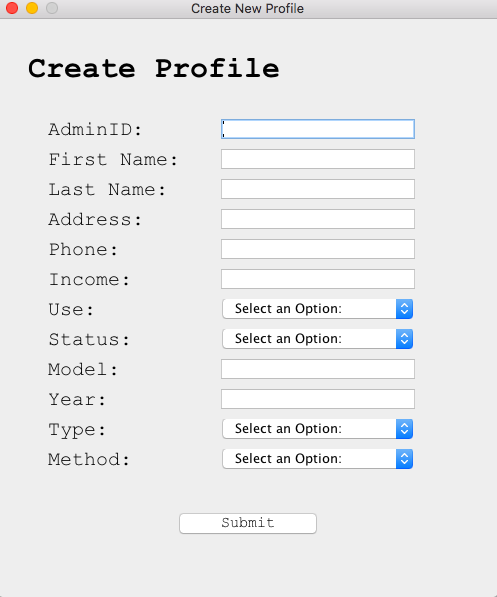 Create New Profile
Create Profile
AdminID:
First Name:
Last Name:
Address:
Phone:
Income:
Use: Select an Option:
Status: Select an Option:
Model:
Year:
Type: Select an Option:
Method: Select an Option:
Submit